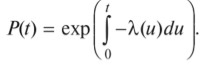 P(t) = exp(∫₀ᵗ −λ(u)du).